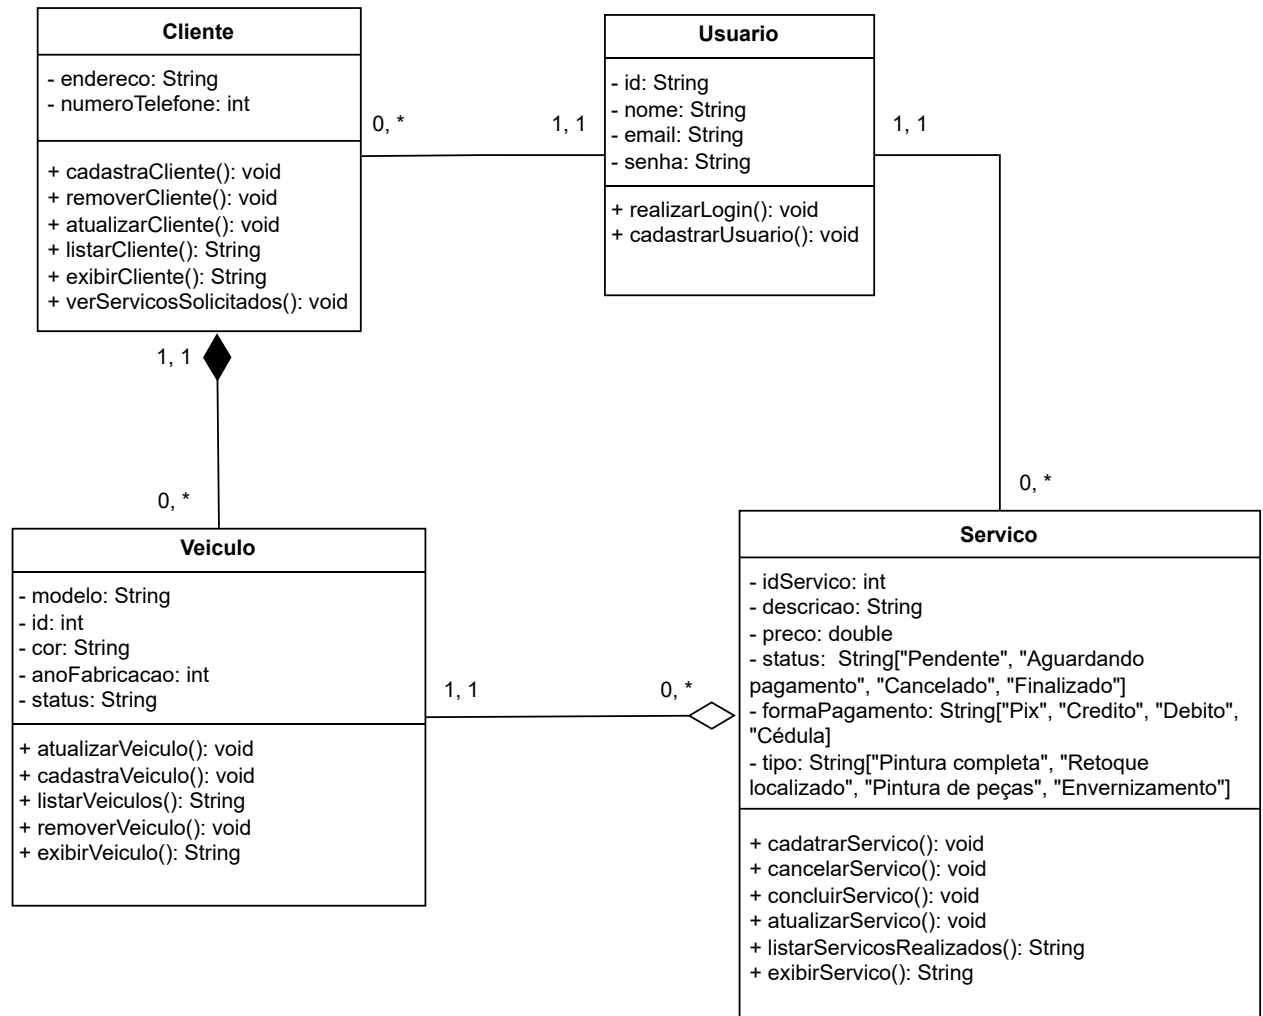 Cliente
- endereco: String
- numeroTelefone: int
+ cadastraCliente(): void
+ removerCliente(): void
+ atualizarCliente(): void
+ listarCliente(): String
+ exibirCliente(): String
+ verServicosSolicitados(): void
0, *
1, 1
Usuario
- id: String
- nome: String
- email: String
- senha: String
+ realizarLogin(): void
+ cadastrarUsuario(): void
1, 1
1, 1
0, *
0, *
Veiculo
- modelo: String
- id: int
- cor: String
- anoFabricacao: int
- status: String
+ atualizarVeiculo(): void
+ cadastraVeiculo(): void
+ listarVeiculos(): String
+ removerVeiculo(): void
+ exibirVeiculo(): String
1, 1
0, *
Servico
- idServico: int
- descricao: String
- preco: double
- status:  String["Pendente", "Aguardando
pagamento", "Cancelado", "Finalizado"]
- formaPagamento: String["Pix", "Credito", "Debito",
"Cédula]
- tipo: String["Pintura completa", "Retoque
localizado", "Pintura de peças", "Envernizamento"]
+ cadatrarServico(): void
+ cancelarServico(): void
+ concluirServico(): void
+ atualizarServico(): void
+ listarServicosRealizados(): String
+ exibirServico(): String